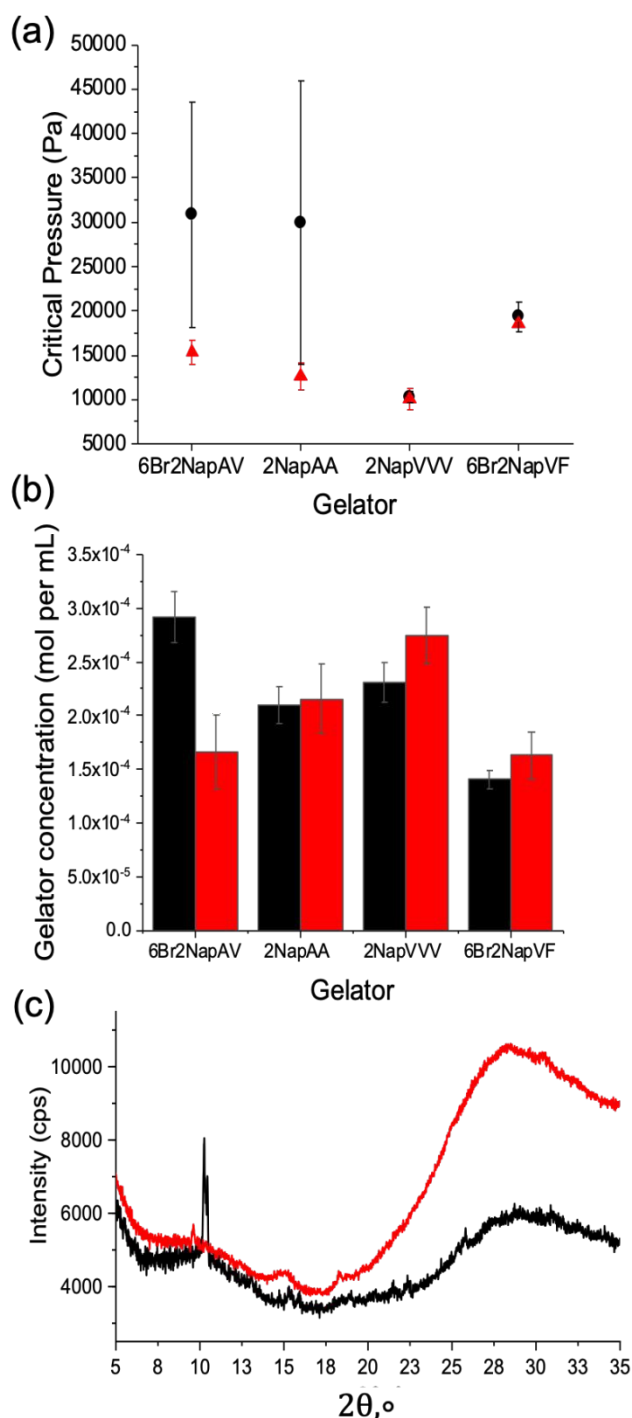 (a)
50000
45000
40000
35000
30000
25000
20000
15000
10000
5000
Critical Pressure (Pa)
6Br2NapAV 2NapAA 2NapVVV 6Br2NapVF
Gelator
(b)
3.5x10⁻⁴
3.0x10⁻⁴
2.5x10⁻⁴
2.0x10⁻⁴
1.5x10⁻⁴
1.0x10⁻⁴
5.0x10⁻⁵
0.0
Gelator concentration (mol per mL)
6Br2NapAV 2NapAA 2NapVVV 6Br2NapVF
Gelator
(c)
10000
8000
6000
4000
Intensity (cps)
5 8 10 13 15 18 20 23 25 28 30 33 35
2θ,°